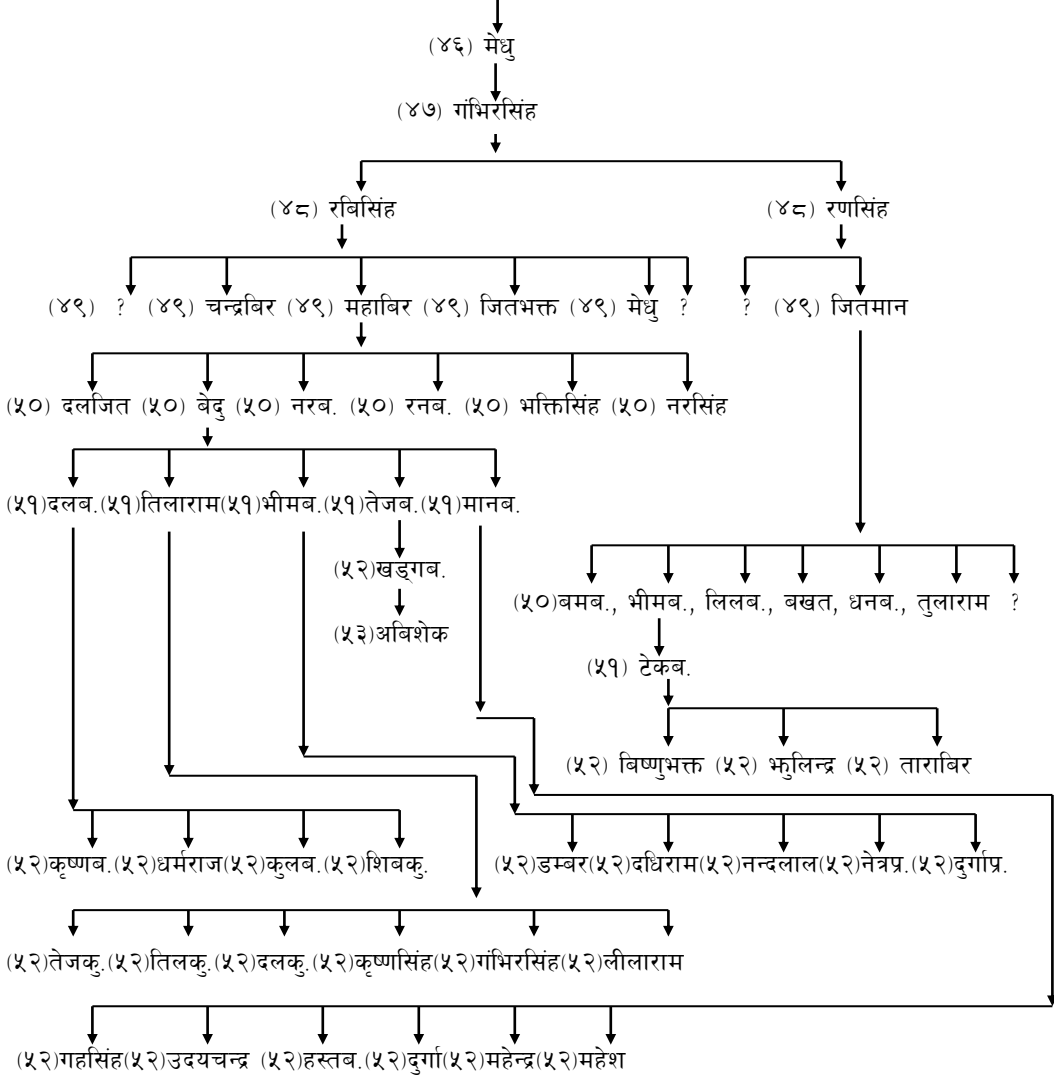 (४६) मेधु
(४७) गंभिरसिंह
(४८) रबिसिंह (४८) रणसिंह
(४९) ? (४९) चन्द्रबिर (४९) महाबिर (४९) जितभक्त (४९) मेधु ? ? (४९) जितमान
(५०) दलजित (५०) बेदु (५०) नरब. (५०) रनब. (५०) भक्तिसिंह (५०) नरसिंह
(५१)दलब.(५१)तिलाराम(५१)भीमब.(५१)तेजब.(५१)मानब.
(५२)खड्गब.
(५०)बमब., भीमब., लिलब., बखत, धनब., तुलाराम ?
(५३)अबिशेक
(५१) टेकब.
(५२) बिष्णुभक्त (५२) झुलिन्द्र (५२) ताराबिर
(५२)कृष्णब.(५२)धर्मराज(५२)कुलब.(५२)शिबकु. (५२)डम्बर(५२)दधिराम(५२)नन्दलाल(५२)नेत्रप्र.(५२)दुर्गाप्र.
(५२)तेजकु.(५२)तिलकु.(५२)दलकु.(५२)कृष्णसिंह(५२)गंभिरसिंह(५२)लीलाराम
(५२)गहसिंह(५२)उदयचन्द्र (५२)हस्तब.(५२)दुर्गा(५२)महेन्द्र(५२)महेश